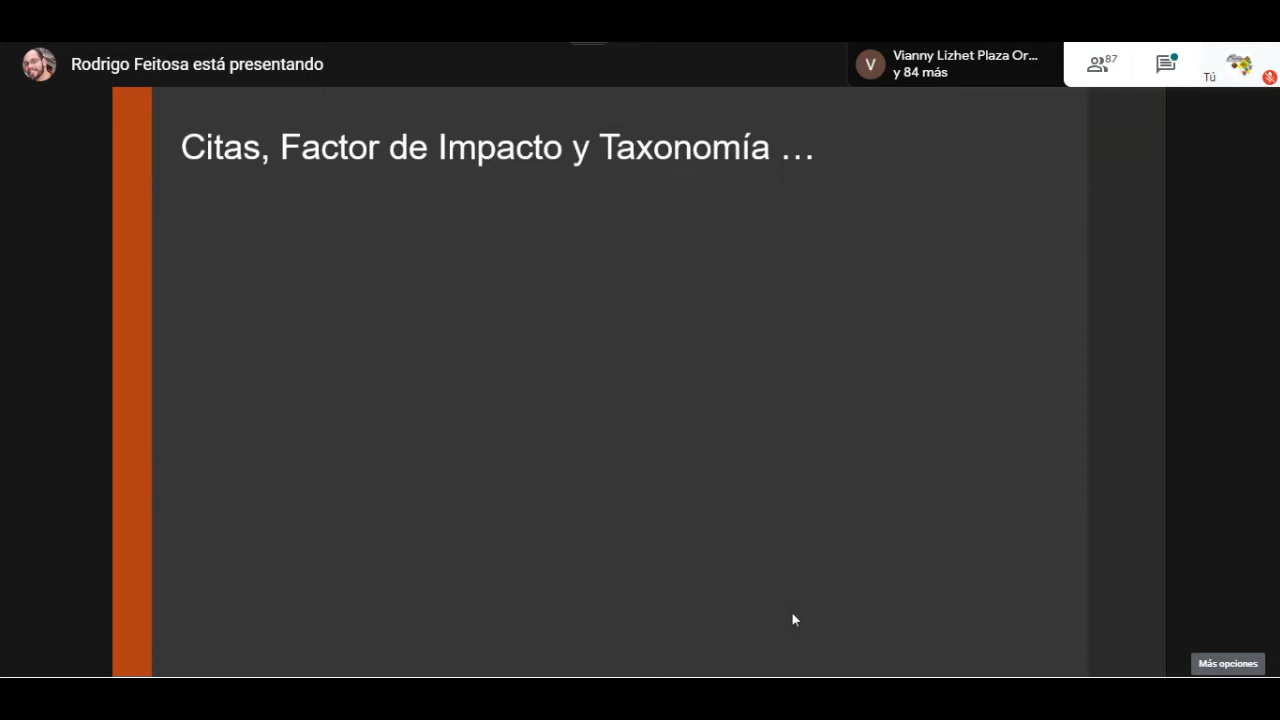 Rodrigo Feitosa está presentando
V
Vianny Lizhet Plaza Or...
y 84 más
87
Tú
Citas, Factor de Impacto y Taxonomía ...
Más opciones